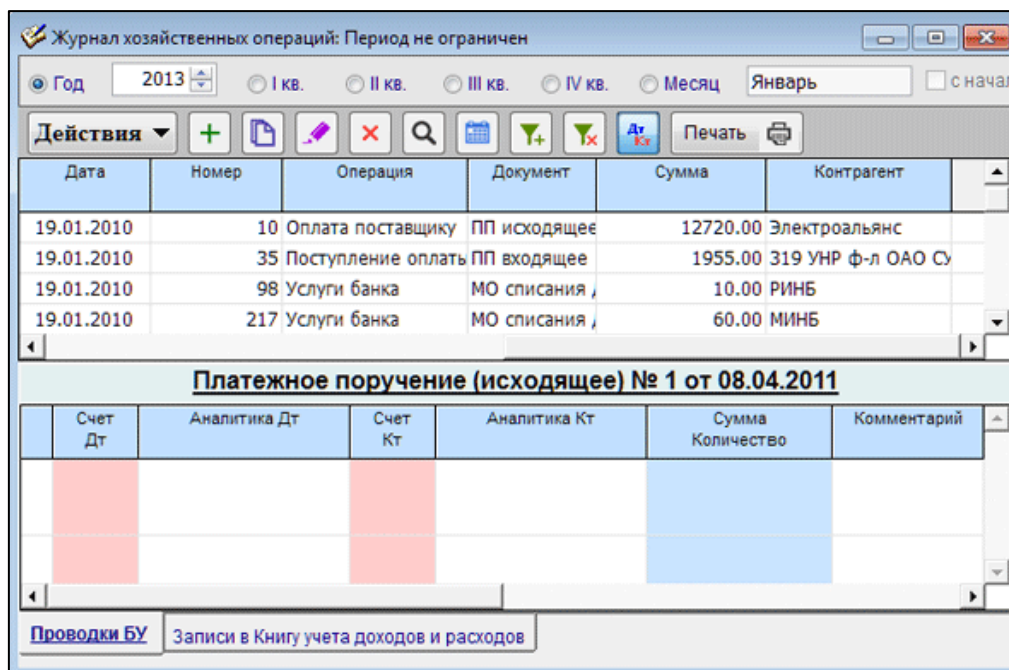 Журнал хозяйственных операций: Период не ограничен
Год 2013 I кв. II кв. III кв. IV кв. Месяц Январь с начал
Действия Дт Кт Печать
Дата Номер Операция Документ Сумма Контрагент
19.01.2010 10 Оплата поставщику ПП исходящее 12720.00 Электроальянс
19.01.2010 35 Поступление оплаты ПП входящее 1955.00 319 УНР ф-л ОАО СУ
19.01.2010 98 Услуги банка МО списания д 10.00 РИНБ
19.01.2010 217 Услуги банка МО списания д 60.00 МИНБ
Платежное поручение (исходящее) № 1 от 08.04.2011
Счет Аналитика Дт Счет Аналитика Кт Сумма Комментарий
Дт Кт Количество
Проводки БУ Записи в Книгу учета доходов и расходов